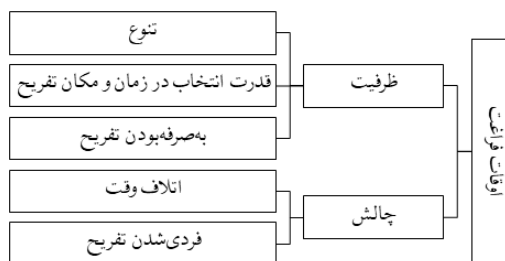 اوقات فراغت
ظرفیت
تنوع
قدرت انتخاب در زمان و مکان تفریح
به‌صرفه‌بودن تفریح
چالش
اتلاف وقت
فردی‌شدن تفریح